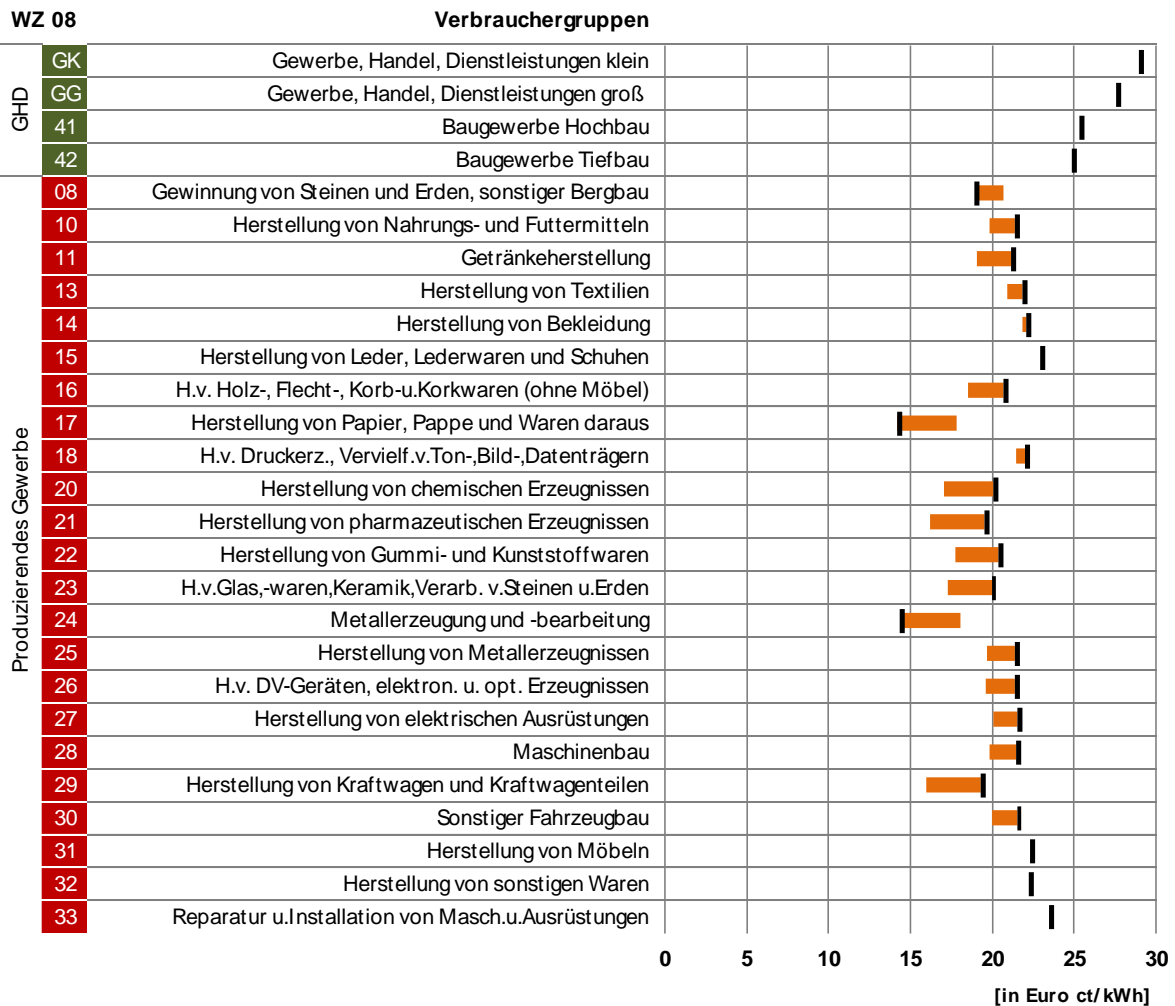 WZ 08 Verbrauchergruppen
GHD
GK Gewerbe, Handel, Dienstleistungen klein
GG Gewerbe, Handel, Dienstleistungen groß
41 Baugewerbe Hochbau
42 Baugewerbe Tiefbau
Produzierendes Gewerbe
08 Gewinnung von Steinen und Erden, sonstiger Bergbau
10 Herstellung von Nahrungs- und Futtermitteln
11 Getränkeherstellung
13 Herstellung von Textilien
14 Herstellung von Bekleidung
15 Herstellung von Leder, Lederwaren und Schuhen
16 H.v. Holz-, Flecht-, Korb-u.Korkwaren (ohne Möbel)
17 Herstellung von Papier, Pappe und Waren daraus
18 H.v. Druckerz., Vervielf.v.Ton-,Bild-,Datenträgern
20 Herstellung von chemischen Erzeugnissen
21 Herstellung von pharmazeutischen Erzeugnissen
22 Herstellung von Gummi- und Kunststoffwaren
23 H.v.Glas,-waren,Keramik,Verarb. v.Steinen u.Erden
24 Metallerzeugung und -bearbeitung
25 Herstellung von Metallerzeugnissen
26 H.v. DV-Geräten, elektron. u. opt. Erzeugnissen
27 Herstellung von elektrischen Ausrüstungen
28 Maschinenbau
29 Herstellung von Kraftwagen und Kraftwagenteilen
30 Sonstiger Fahrzeugbau
31 Herstellung von Möbeln
32 Herstellung von sonstigen Waren
33 Reparatur u.Installation von Masch.u.Ausrüstungen
0 5 10 15 20 25 30
[in Euro ct/kWh]